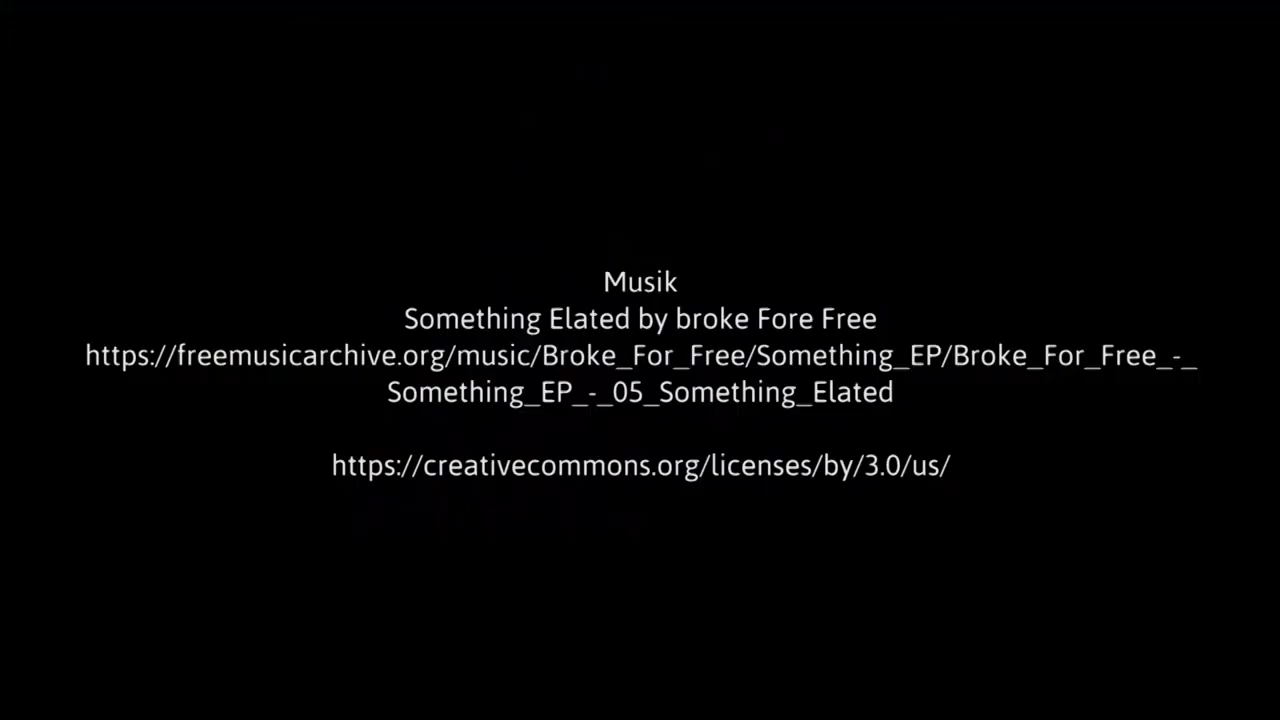 Musik
Something Elated by broke Fore Free
https://freemusicarchive.org/music/Broke_For_Free/Something_EP/Broke_For_Free_-_
Something_EP_-_05_Something_Elated
https://creativecommons.org/licenses/by/3.0/us/